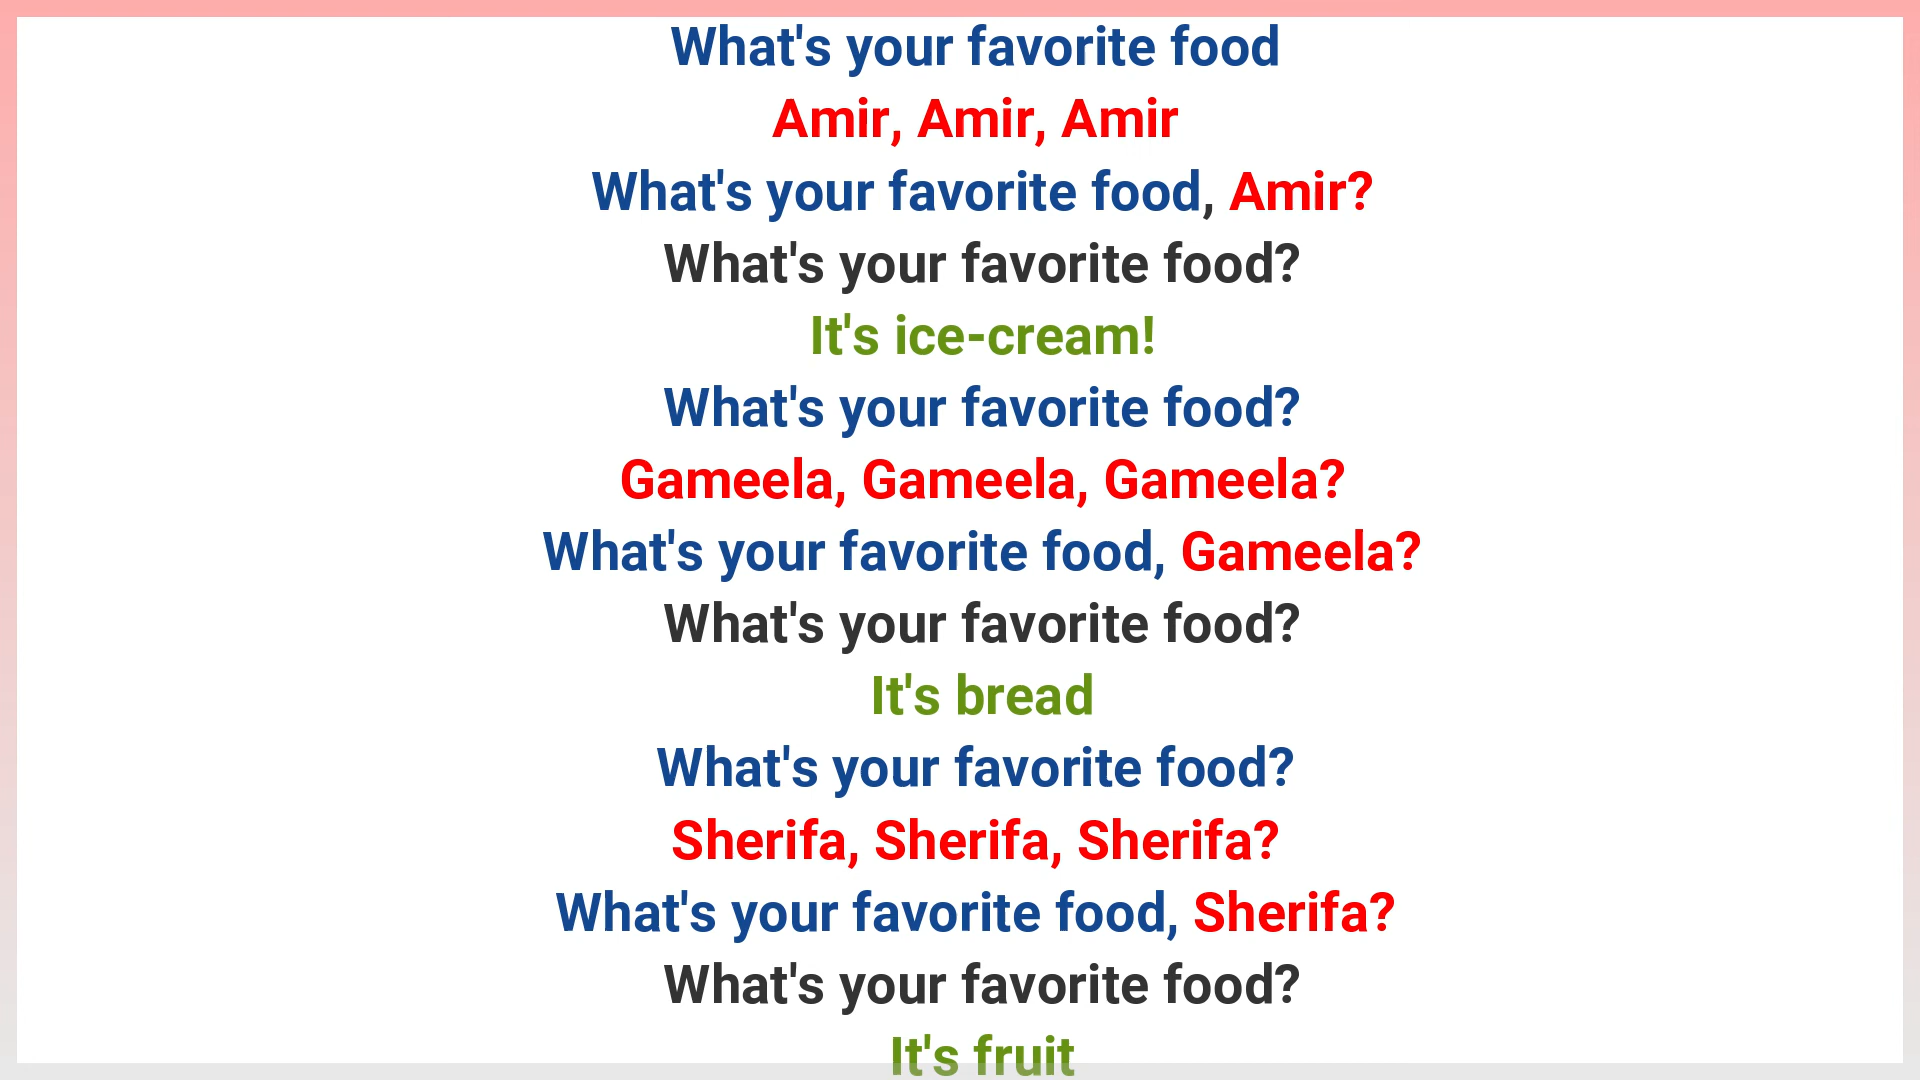 What's your favorite food
Amir, Amir, Amir
What's your favorite food, Amir?
What's your favorite food?
It's ice-cream!
What's your favorite food?
Gameela, Gameela, Gameela?
What's your favorite food, Gameela?
What's your favorite food?
It's bread
What's your favorite food?
Sherifa, Sherifa, Sherifa?
What's your favorite food, Sherifa?
What's your favorite food?
It's fruit